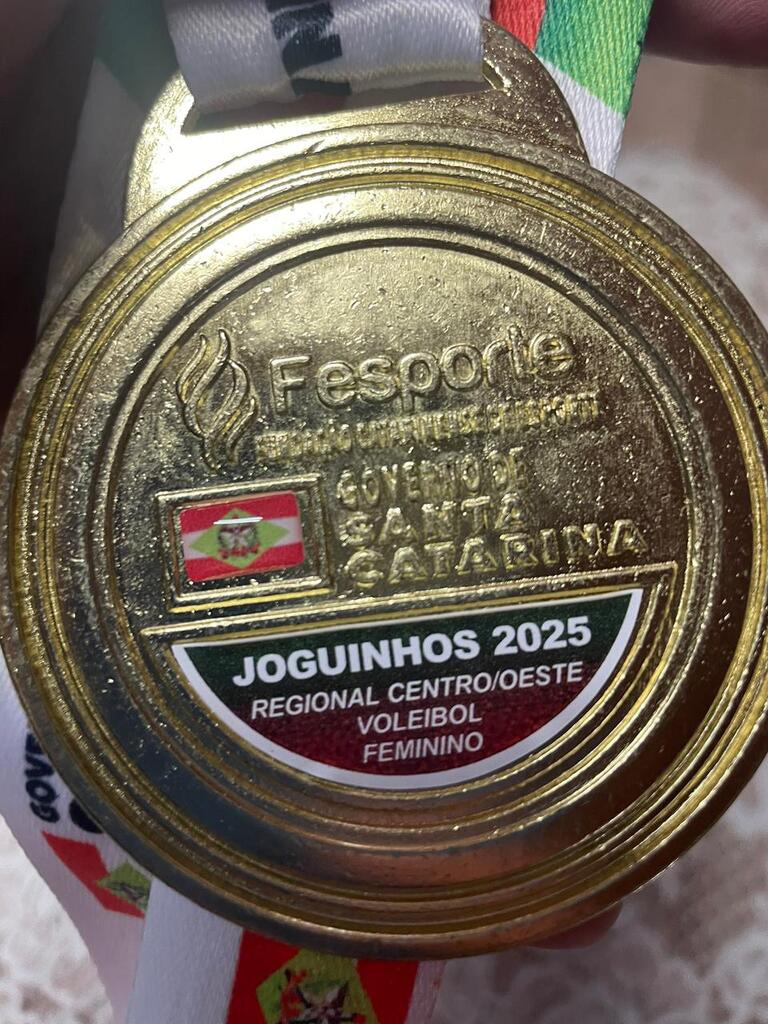 Fesporte
GOVERNO DE
SANTA
CATARINA
JOGUINHOS 2025
REGIONAL CENTRO/OESTE
VOLEIBOL
FEMININO